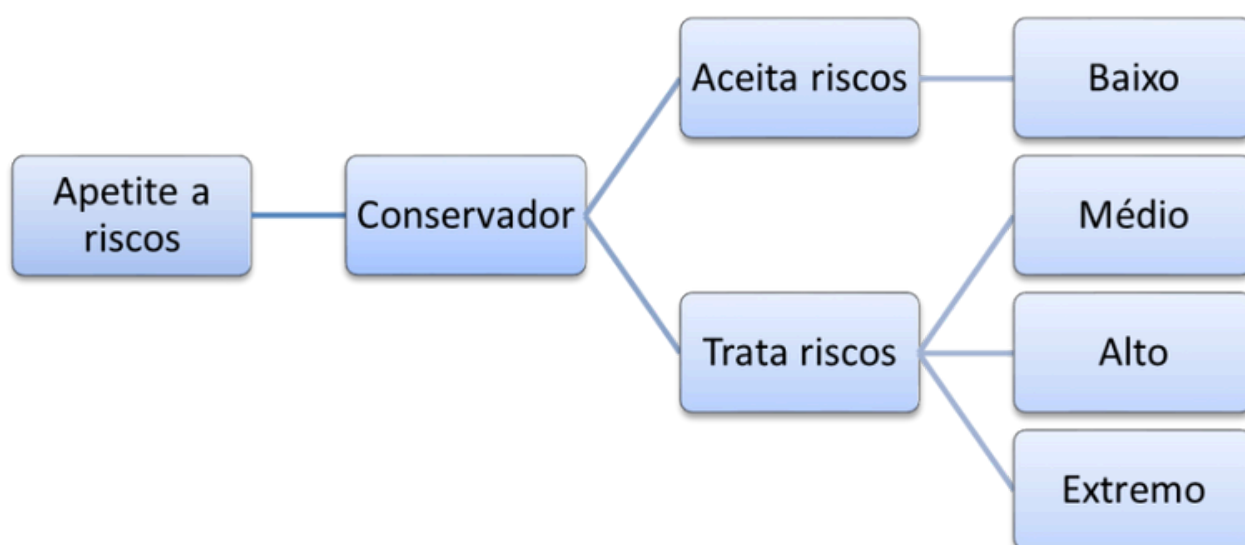 Apetite a
riscos
Conservador
Aceita riscos
Baixo
Trata riscos
Médio
Alto
Extremo